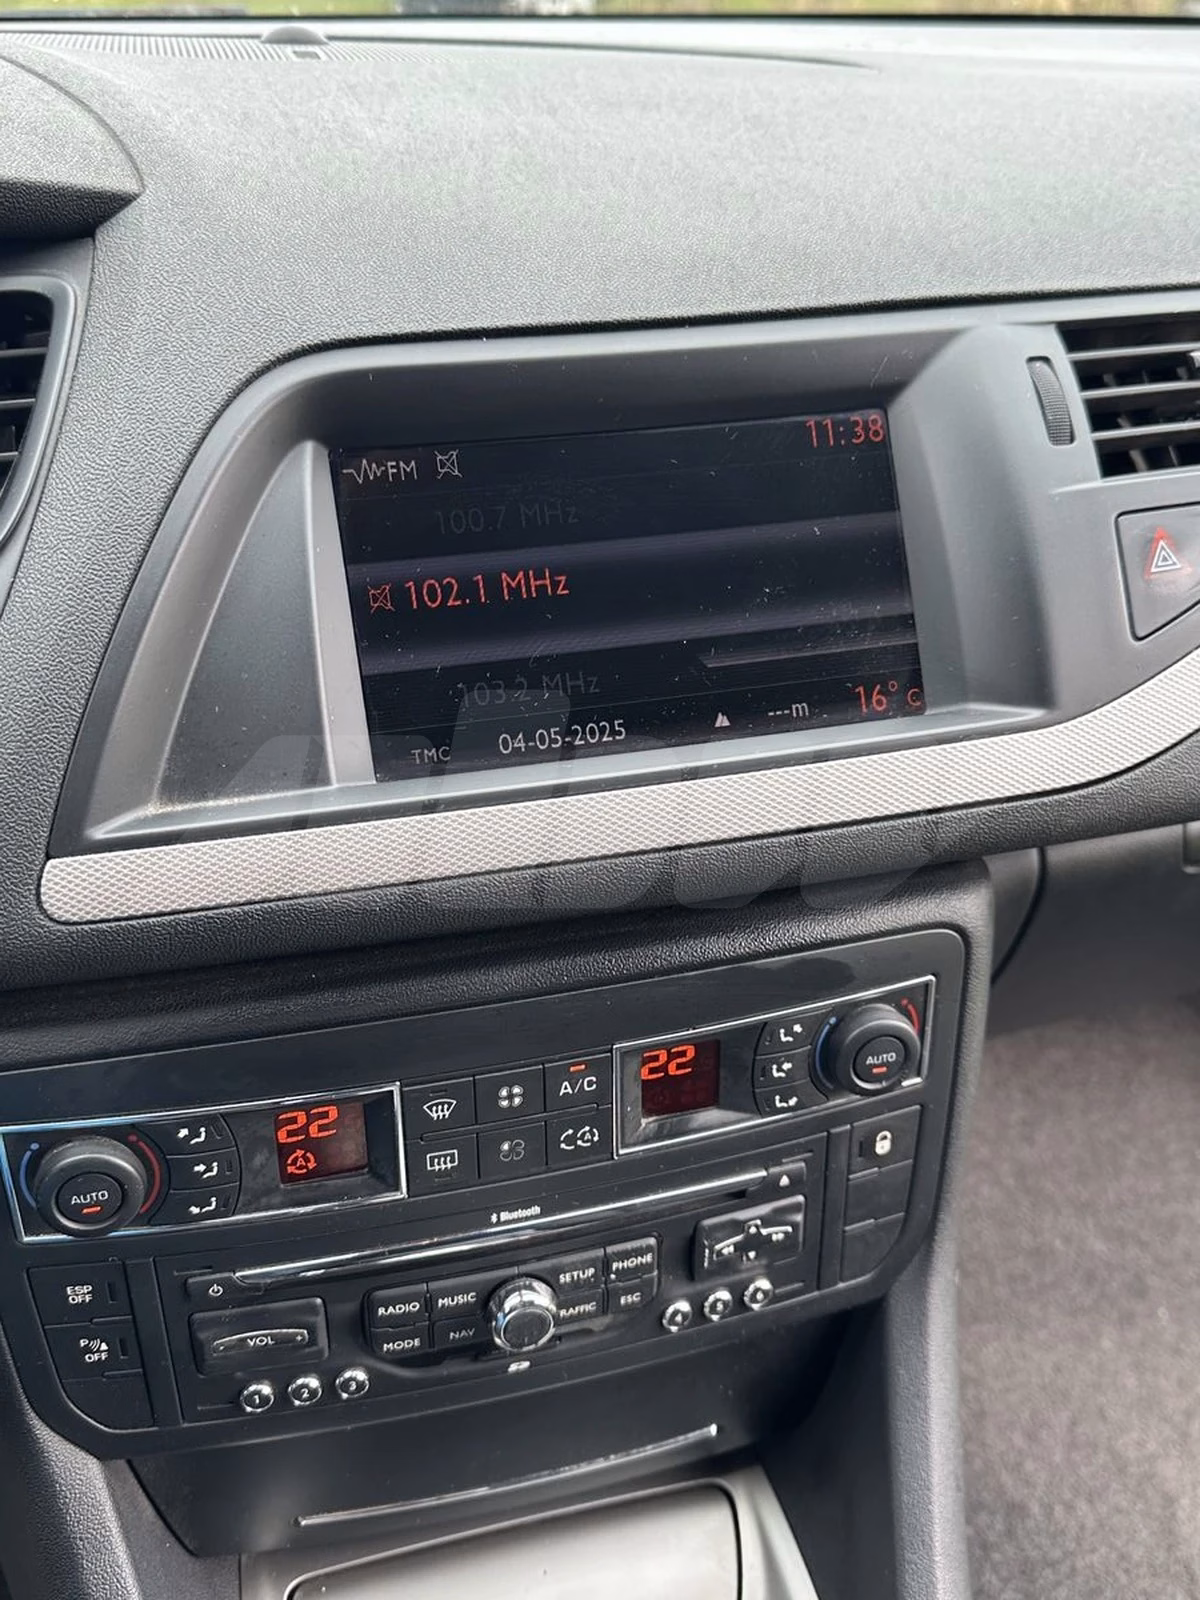 FM
11:38
100.7 MHz
102.1 MHz
103.2 MHz
TMC 04-05-2025 ---m 16°C
22
A/C
22
AUTO
AUTO
Bluetooth
ESP OFF
P OFF
VOL
RADIO MUSIC SETUP PHONE
MODE NAV TRAFFIC ESC
1 2 3 4 5 6